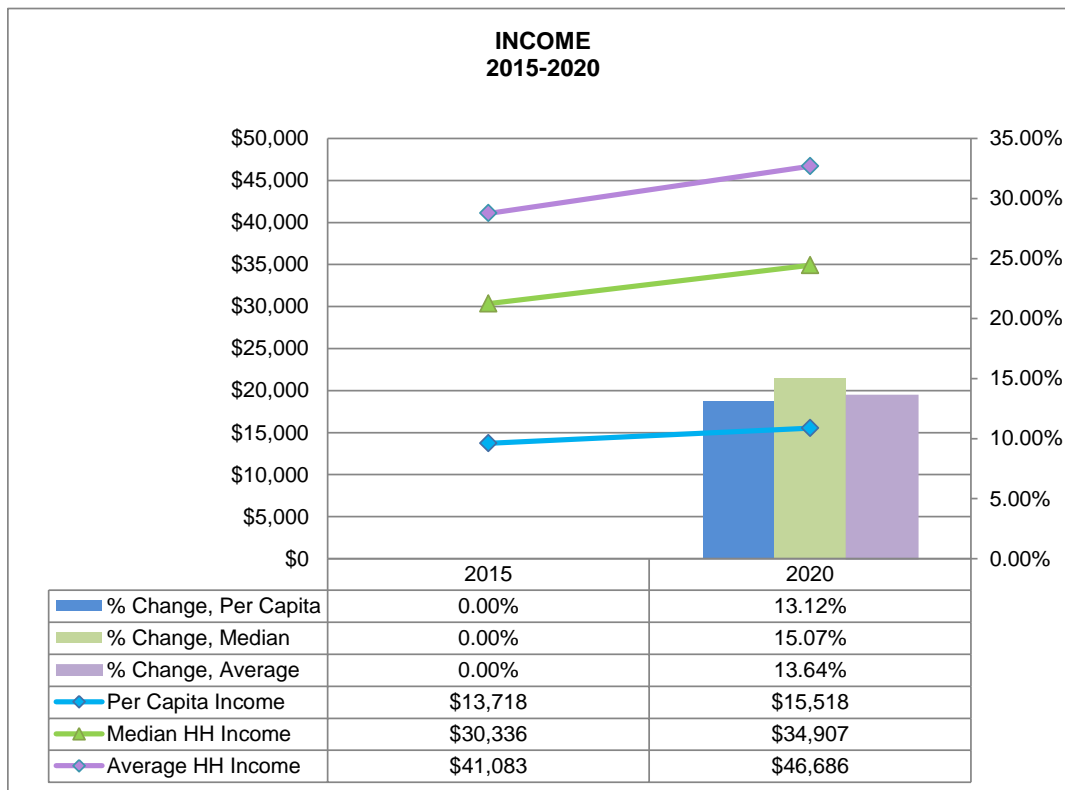 INCOME
2015-2020
$50,000 35.00%
$45,000 30.00%
$40,000
$35,000 25.00%
$30,000 20.00%
$25,000
$20,000 15.00%
$15,000 10.00%
$10,000
$5,000 5.00%
$0 0.00%
2015 2020
% Change, Per Capita 0.00% 13.12%
% Change, Median 0.00% 15.07%
% Change, Average 0.00% 13.64%
Per Capita Income $13,718 $15,518
Median HH Income $30,336 $34,907
Average HH Income $41,083 $46,686